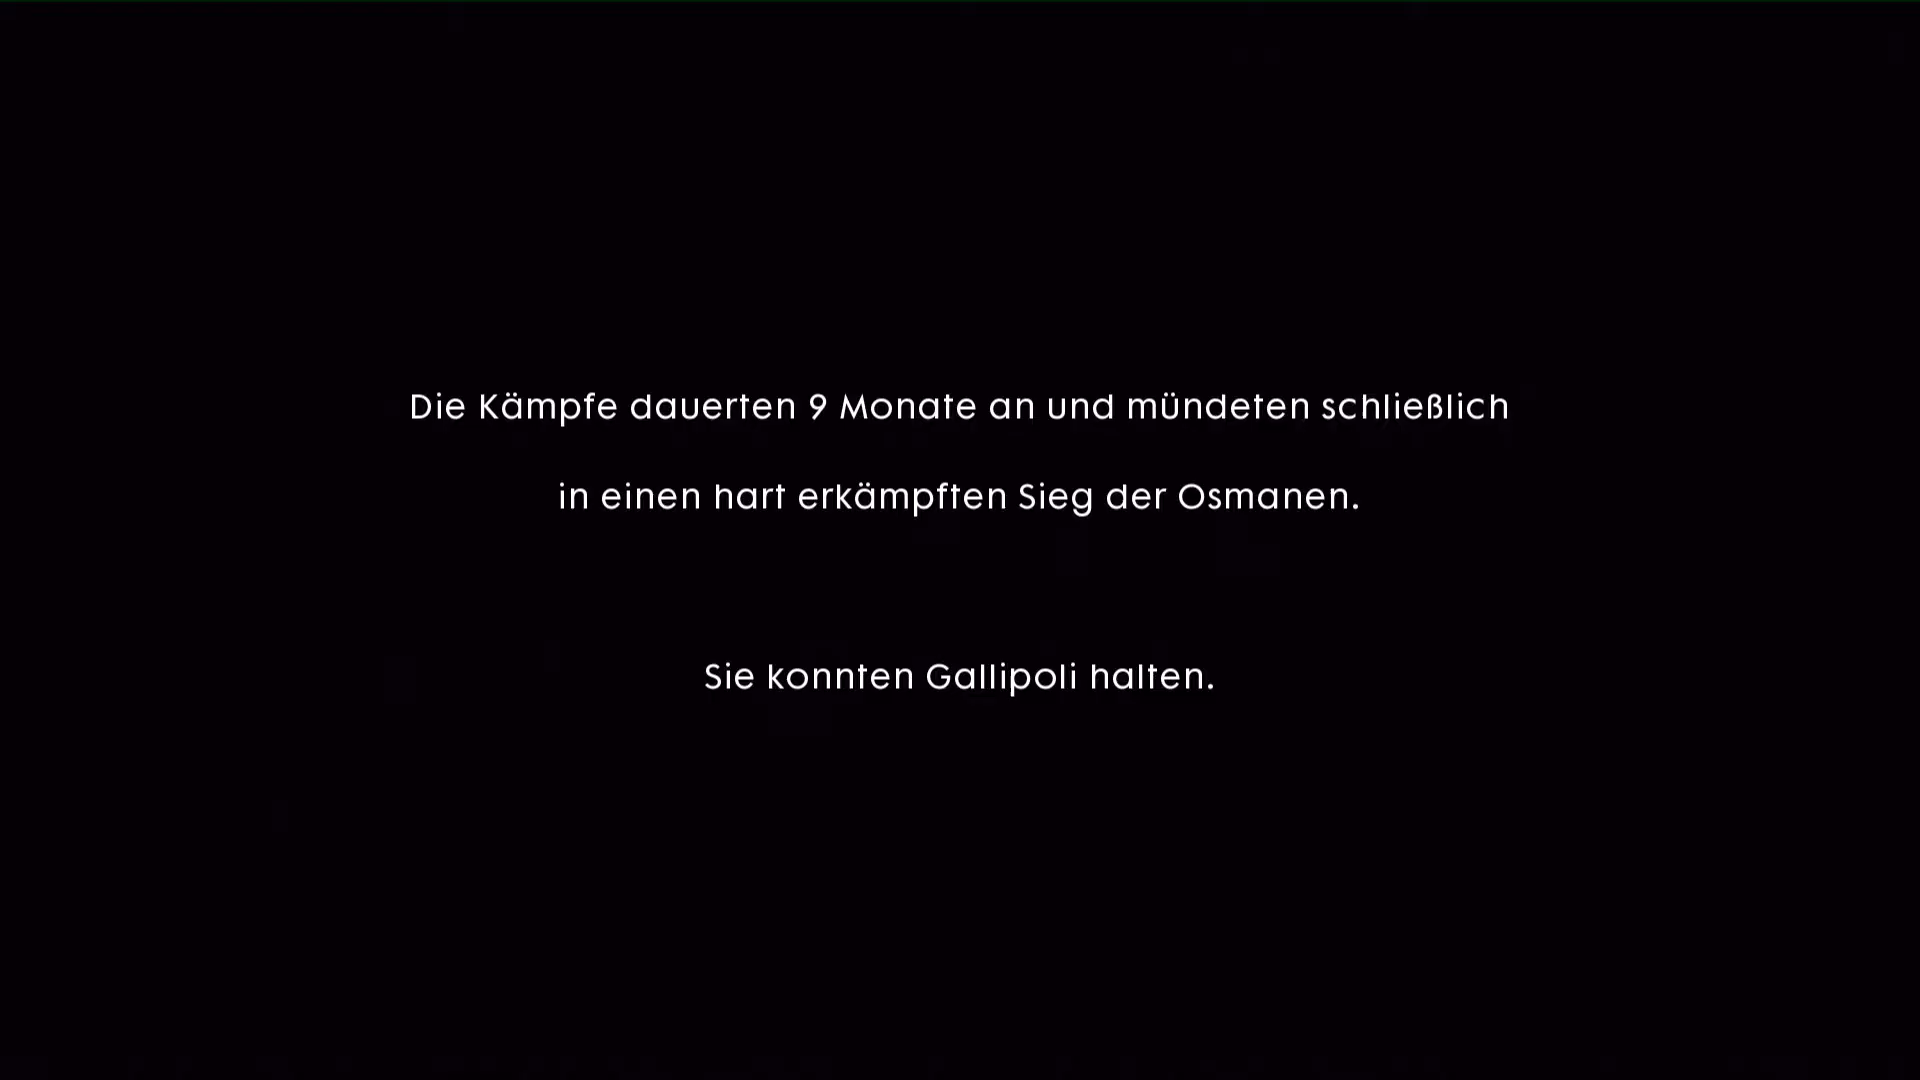 Die Kämpfe dauerten 9 Monate an und mündeten schließlich
in einen hart erkämpften Sieg der Osmanen.
Sie konnten Gallipoli halten.